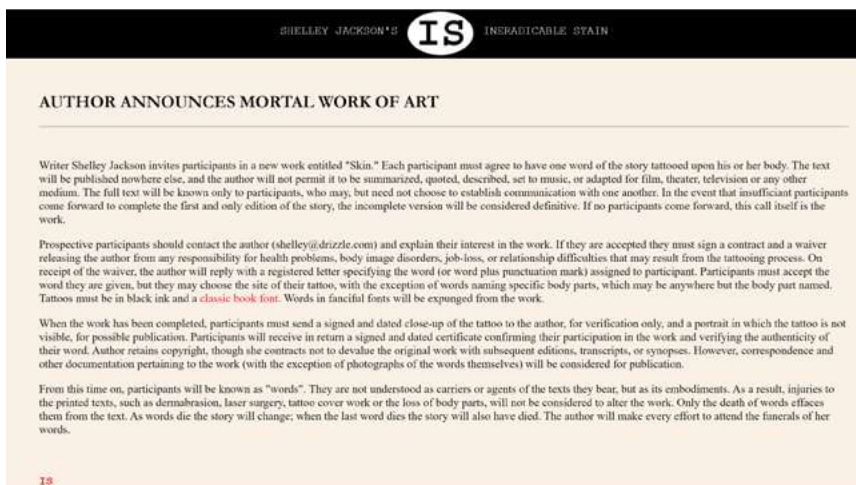 SHELLEY JACKSON'S IS INERADICABLE STAIN
AUTHOR ANNOUNCES MORTAL WORK OF ART
Writer Shelley Jackson invites participants in a new work entitled "Skin." Each participant must agree to have one word of the story tattooed upon his or her body. The text
will be published nowhere else, and the author will not permit it to be summarized, quoted, described, set to music, or adapted for film, theater, television or any other
medium. The full text will be known only to participants, who may, but need not choose to establish communication with one another. In the event that insufficiant participants
come forward to complete the first and only edition of the story, the incomplete version will be considered definitive. If no participants come forward, this call itself is the
work.
Prospective participants should contact the author (shelley@drizzle.com) and explain their interest in the work. If they are accepted they must sign a contract and a waiver
releasing the author from any responsibility for health problems, body image disorders, job-loss, or relationship difficulties that may result from the tattooing process. On
receipt of the waiver, the author will reply with a registered letter specifying the word (or word plus punctuation mark) assigned to participant. Participants must accept the
word they are given, but they may choose the site of their tattoo, with the exception of words naming specific body parts, which may be anywhere but the body part named.
Tattoos must be in black ink and a classic book font. Words in fanciful fonts will be expunged from the work.
When the work has been completed, participants must send a signed and dated close-up of the tattoo to the author, for verification only, and a portrait in which the tattoo is not
visible, for possible publication. Participants will receive in return a signed and dated certificate confirming their participation in the work and verifying the authenticity of
their word. Author retains copyright, though she contracts not to devalue the original work with subsequent editions, transcripts, or synopses. However, correspondence and
other documentation pertaining to the work (with the exception of photographs of the words themselves) will be considered for publication.
From this time on, participants will be known as "words". They are not understood as carriers or agents of the texts they bear, but as its embodiments. As a result, injuries to
the printed texts, such as dermabrasion, laser surgery, tattoo cover work or the loss of body parts, will not be considered to alter the work. Only the death of words effaces
them from the text. As words die the story will change; when the last word dies the story will also have died. The author will make every effort to attend the funerals of her
words.
IS